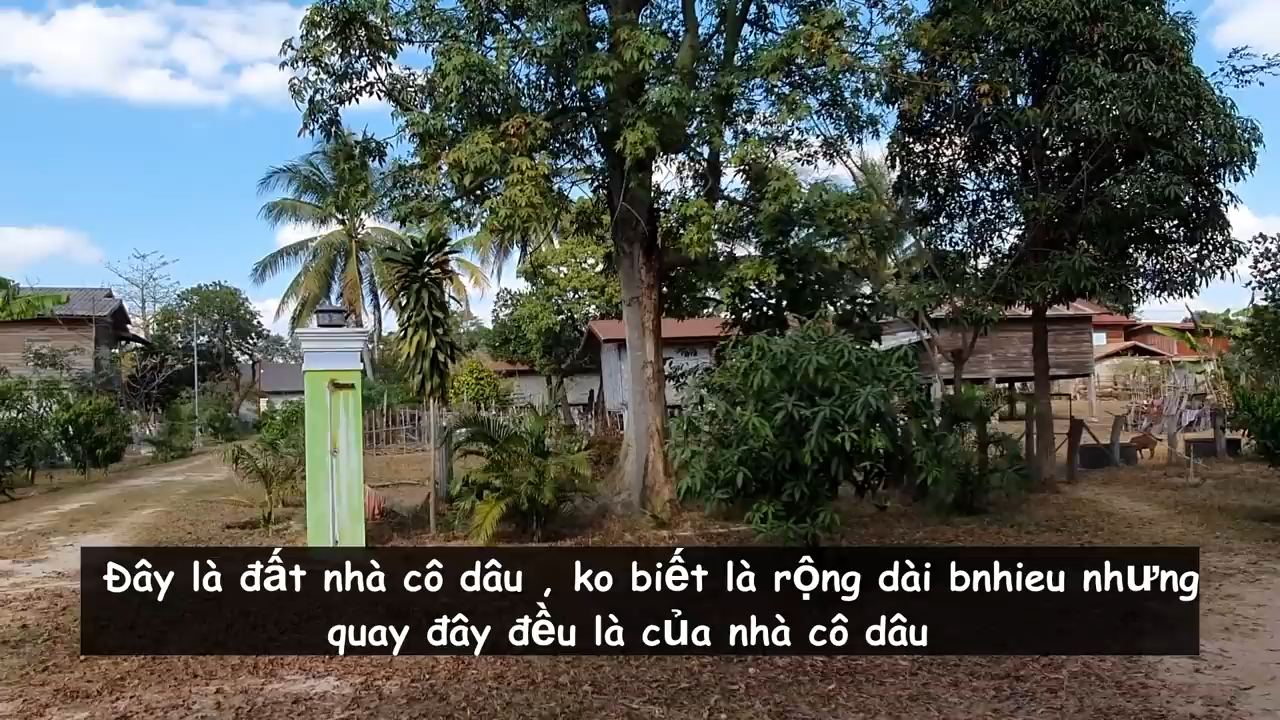 Đây là đất nhà cô dâu , ko biết là rộng dài bnhieu nhưng
quay đây đều là của nhà cô dâu